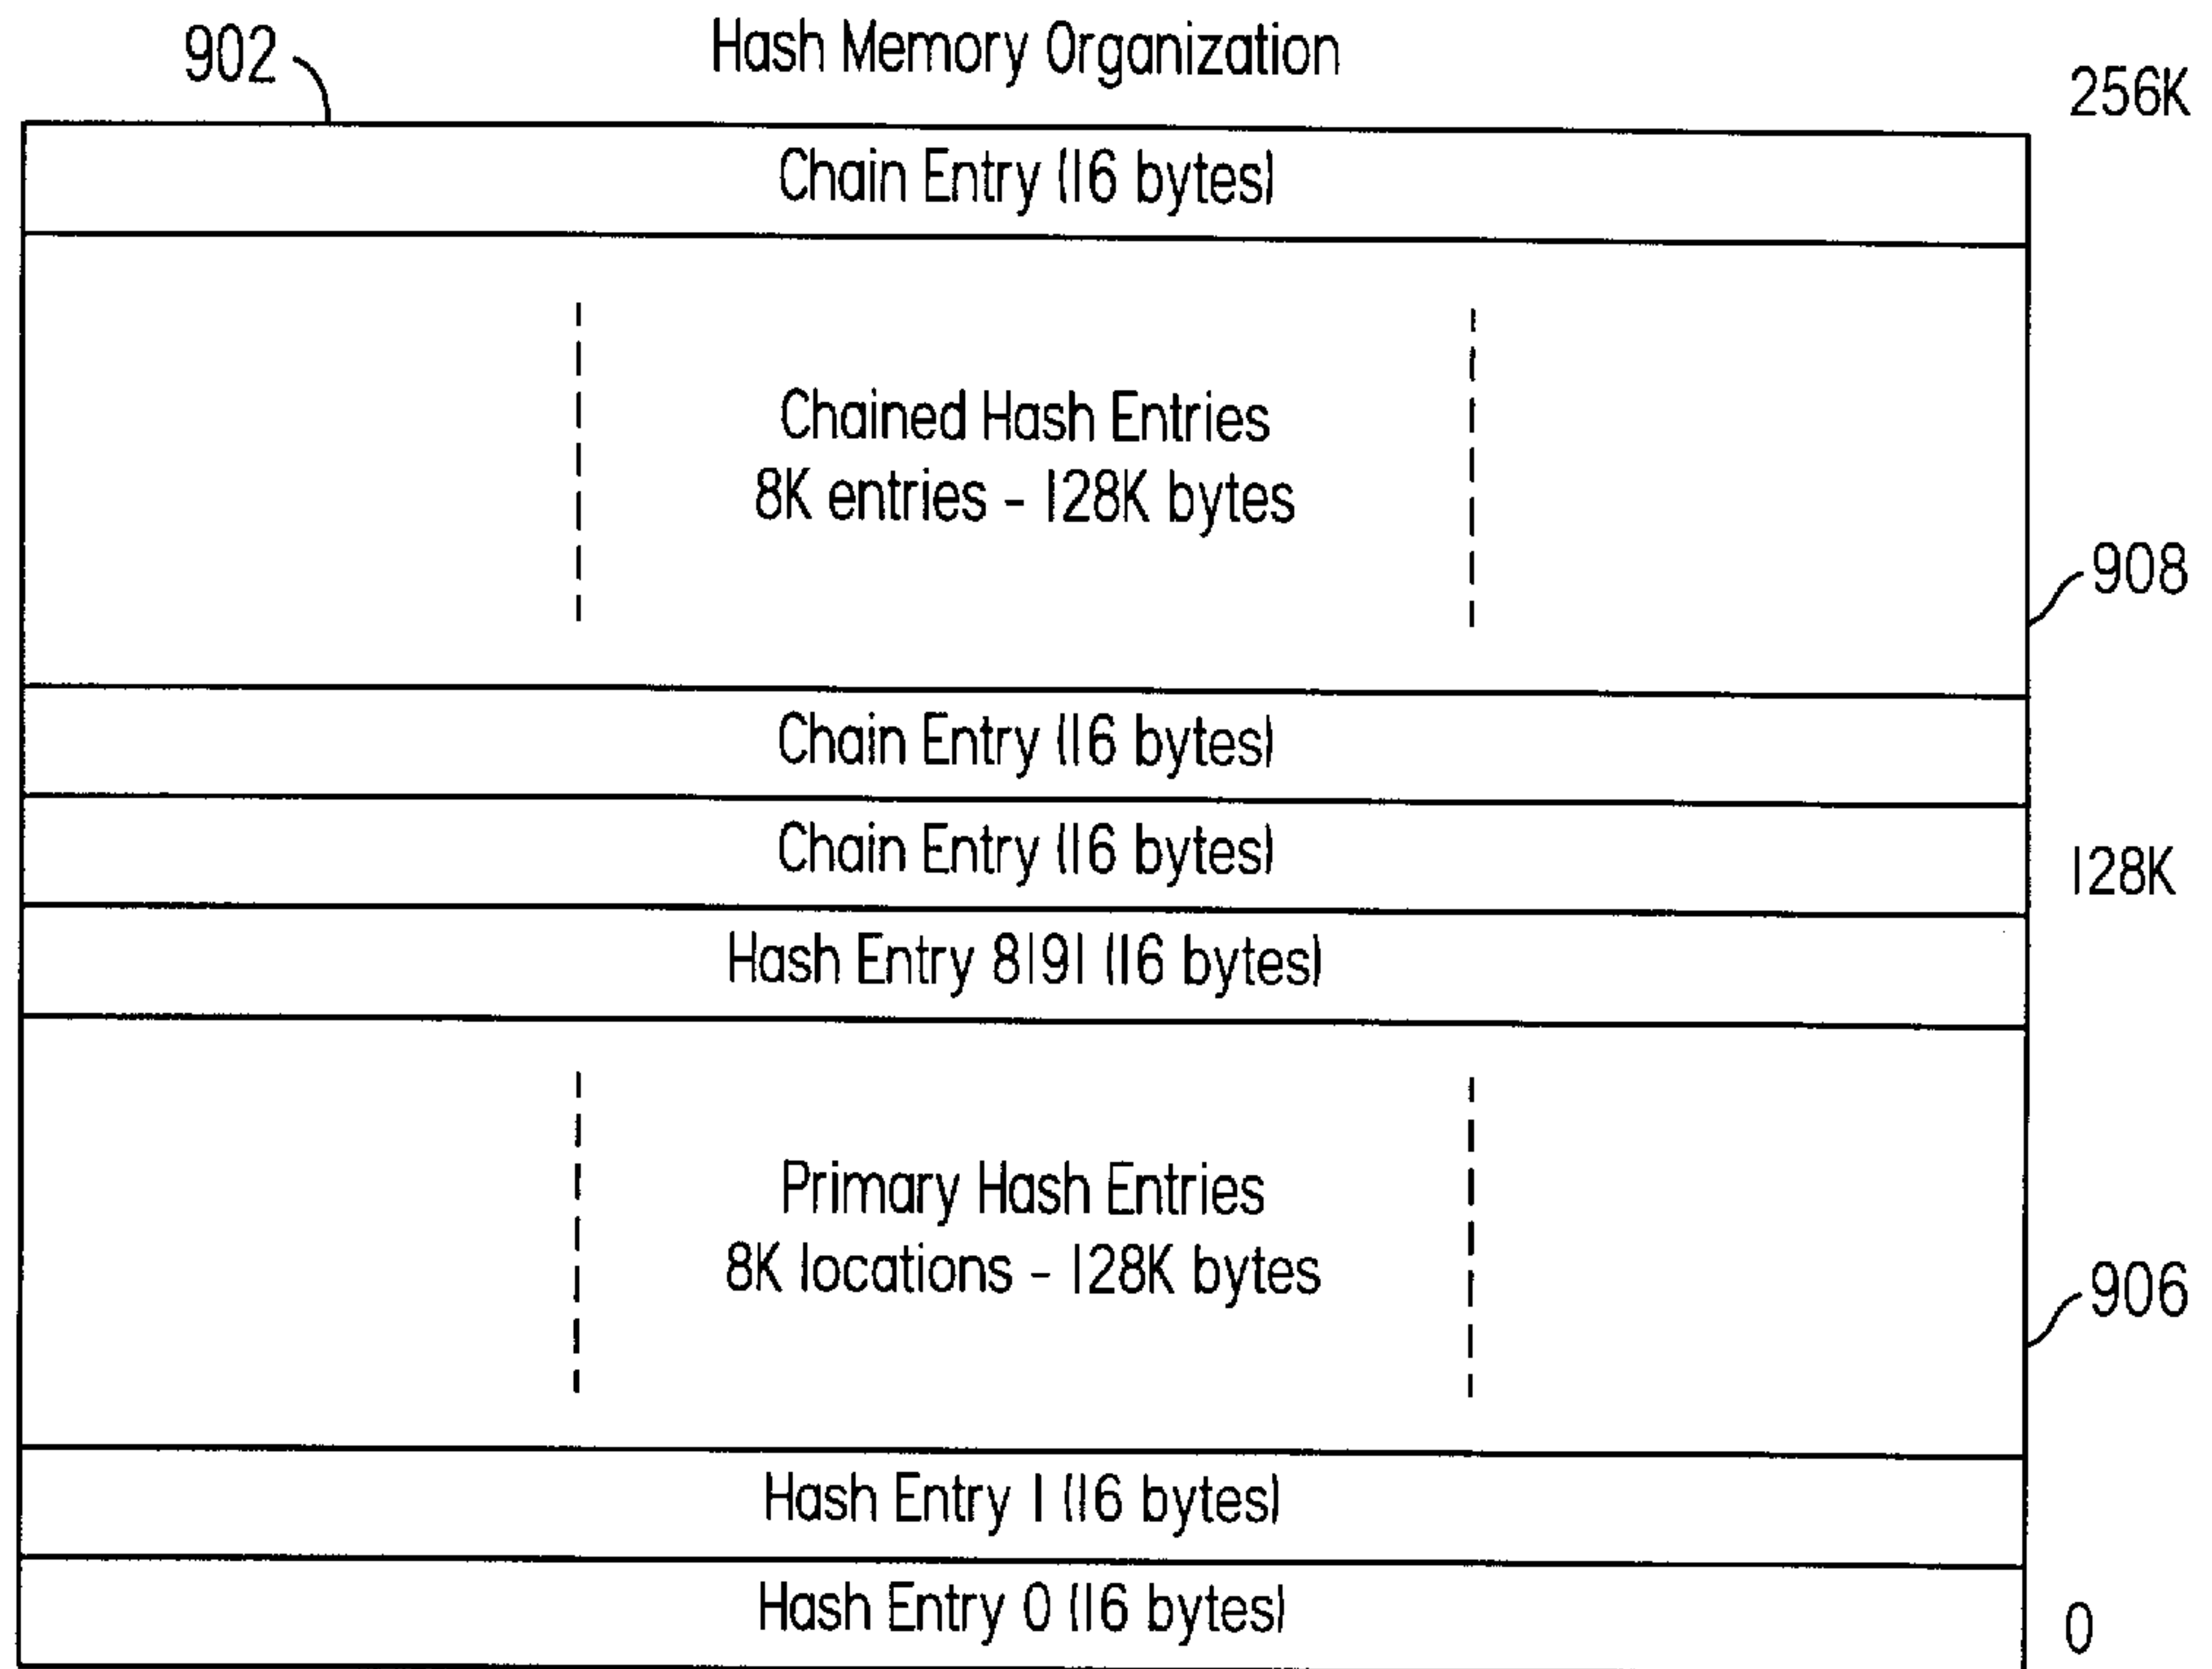 Hash Memory Organization
902
256K
Chain Entry (16 bytes)
Chained Hash Entries
8K entries - 128K bytes
908
Chain Entry (16 bytes)
Chain Entry (16 bytes)
128K
Hash Entry 8191 (16 bytes)
Primary Hash Entries
8K locations - 128K bytes
906
Hash Entry 1 (16 bytes)
Hash Entry 0 (16 bytes)
0